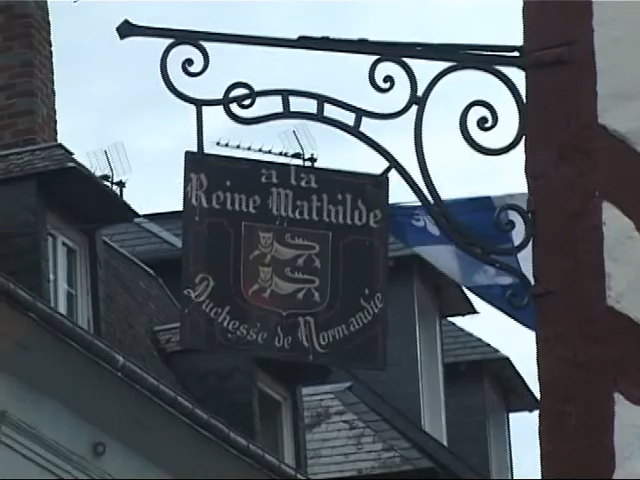 a la
Reine Mathilde
Duchesse de Normandie